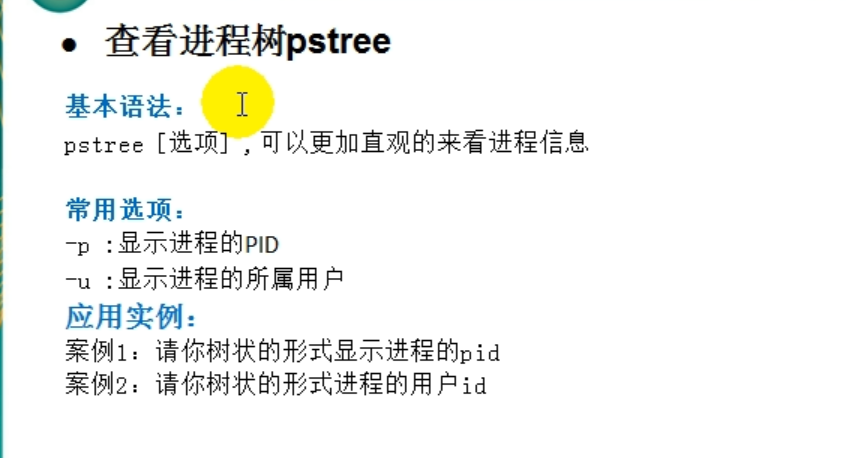 ● 查看进程树pstree
基本语法：
pstree [选项] ,可以更加直观的来看进程信息
常用选项：
-p :显示进程的PID
-u :显示进程的所属用户
应用实例：
案例1：请你树状的形式显示进程的pid
案例2：请你树状的形式进程的用户id